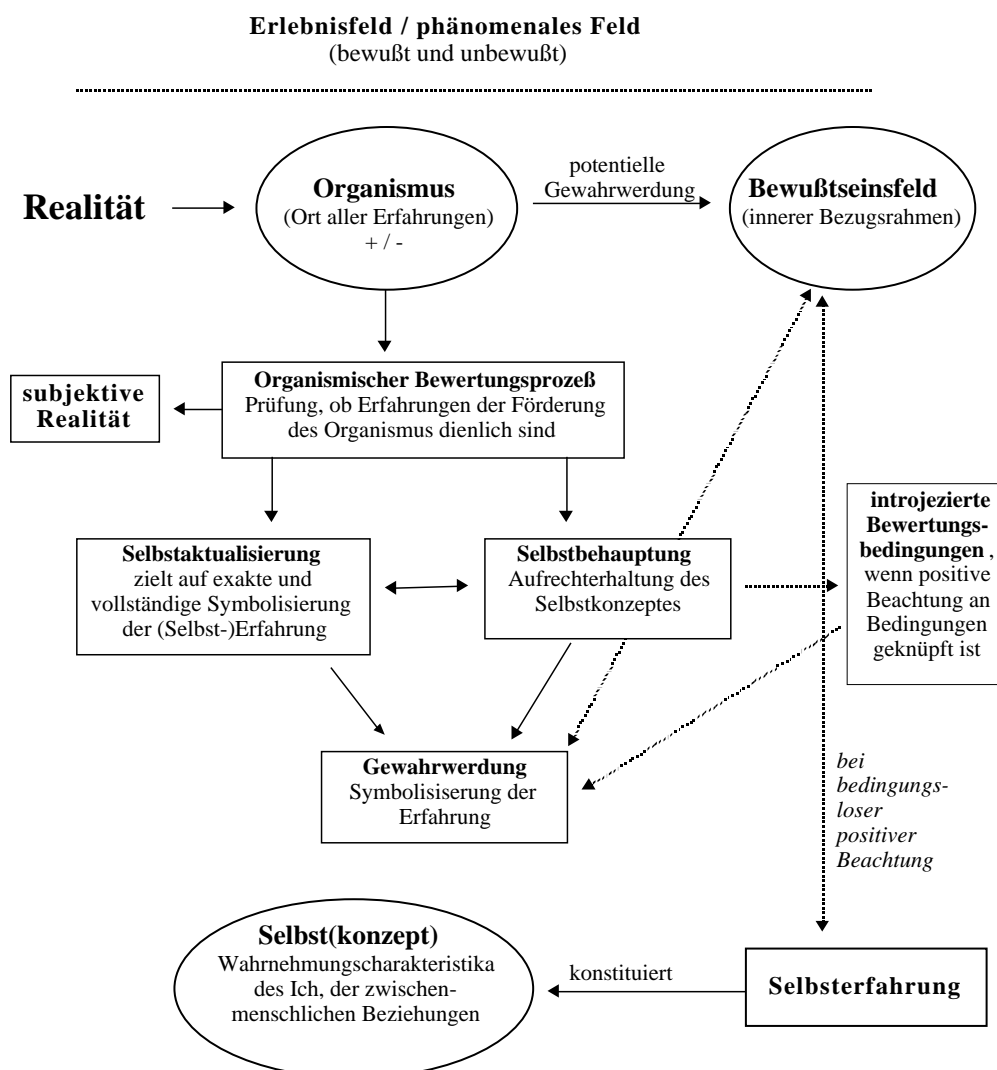 Erlebnisfeld / phänomenales Feld
(bewußt und unbewußt)
Realität
Organismus
(Ort aller Erfahrungen)
+ / -
potentielle
Gewahrwerdung
Bewußtseinsfeld
(innerer Bezugsrahmen)
subjektive
Realität
Organismischer Bewertungsprozeß
Prüfung, ob Erfahrungen der Förderung
des Organismus dienlich sind
Selbstaktualisierung
zielt auf exakte und
vollständige Symbolisierung
der (Selbst-)Erfahrung
Selbstbehauptung
Aufrechterhaltung des
Selbstkonzeptes
introjezierte
Bewertungs-
bedingungen ,
wenn positive
Beachtung an
Bedingungen
geknüpft ist
Gewahrwerdung
Symbolisiserung der
Erfahrung
bei
bedingungs-
loser
positiver
Beachtung
Selbst(konzept)
Wahrnehmungscharakteristika
des Ich, der zwischen-
menschlichen Beziehungen
konstituiert
Selbsterfahrung